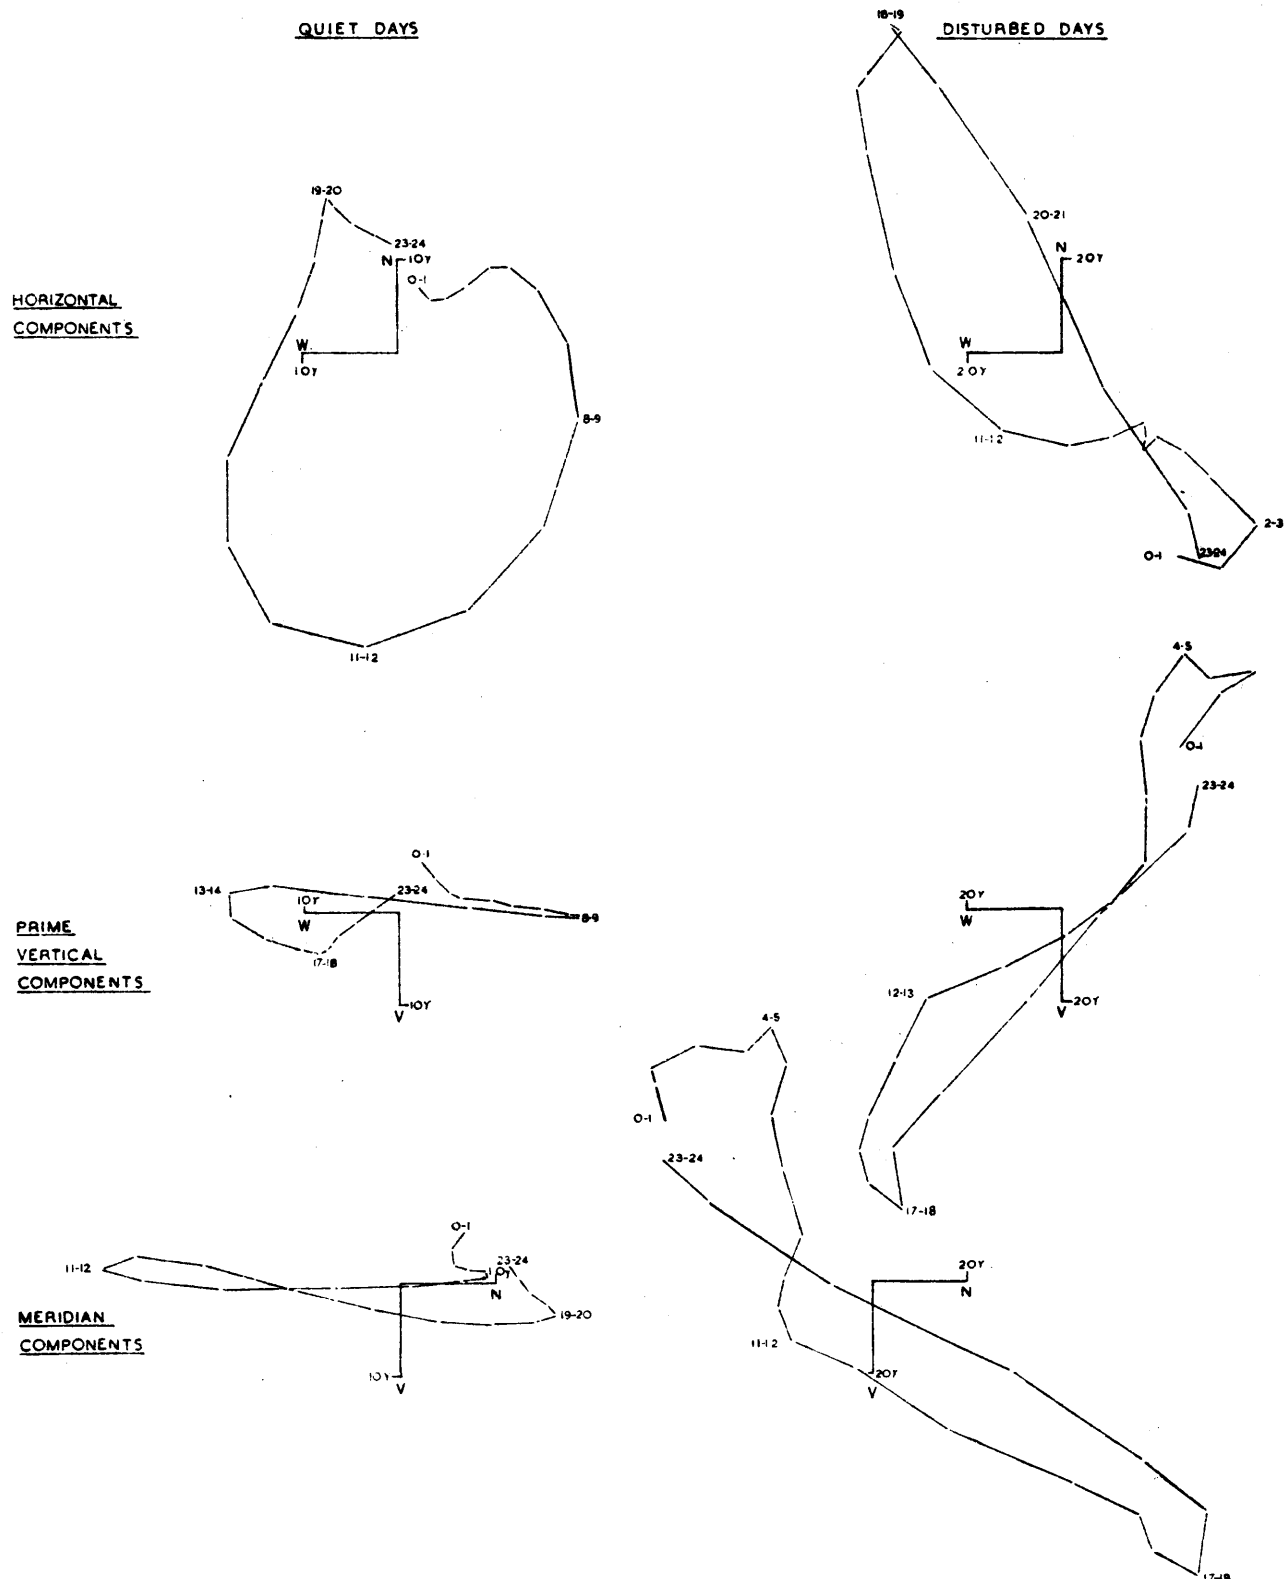 QUIET DAYS
DISTURBED DAYS
HORIZONTAL
COMPONENTS
19-20
23-24
N
10γ
0-1
W
10γ
8-9
11-12
18-19
20-21
N
20γ
W
20γ
11-12
2-3
0-1
23-24
PRIME
VERTICAL
COMPONENTS
0-1
13-14
10γ
W
23-24
8-9
17-18
10γ
V
4-5
0-1
23-24
20γ
W
12-13
20γ
V
17-18
MERIDIAN
COMPONENTS
0-1
11-12
23-24
10γ
N
19-20
10γ
V
4-5
0-1
23-24
20γ
N
11-12
20γ
V
17-18